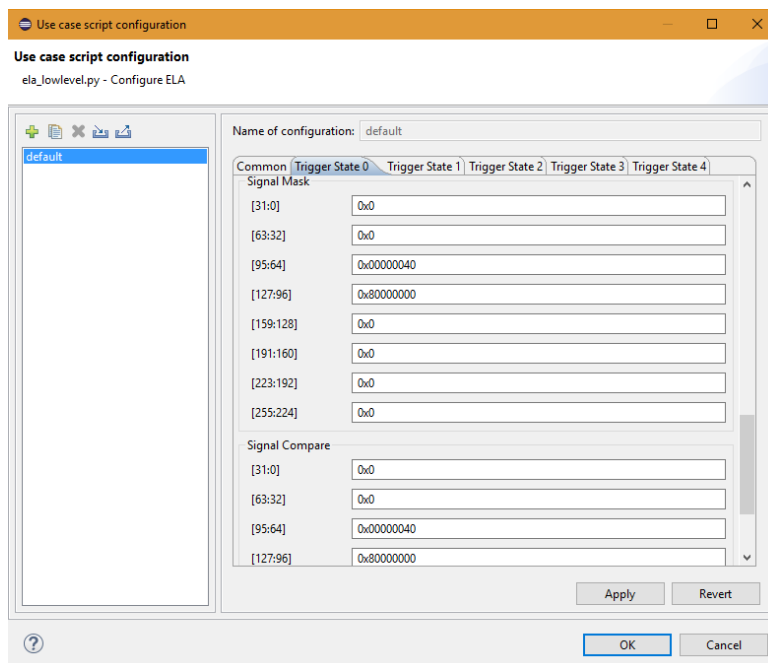 Use case script configuration
Use case script configuration
ela_lowlevel.py - Configure ELA
Name of configuration: default
default
Common Trigger State 0 Trigger State 1 Trigger State 2 Trigger State 3 Trigger State 4
Signal Mask
[31:0] 0x0
[63:32] 0x0
[95:64] 0x00000040
[127:96] 0x80000000
[159:128] 0x0
[191:160] 0x0
[223:192] 0x0
[255:224] 0x0
Signal Compare
[31:0] 0x0
[63:32] 0x0
[95:64] 0x00000040
[127:96] 0x80000000
Apply Revert
? OK Cancel